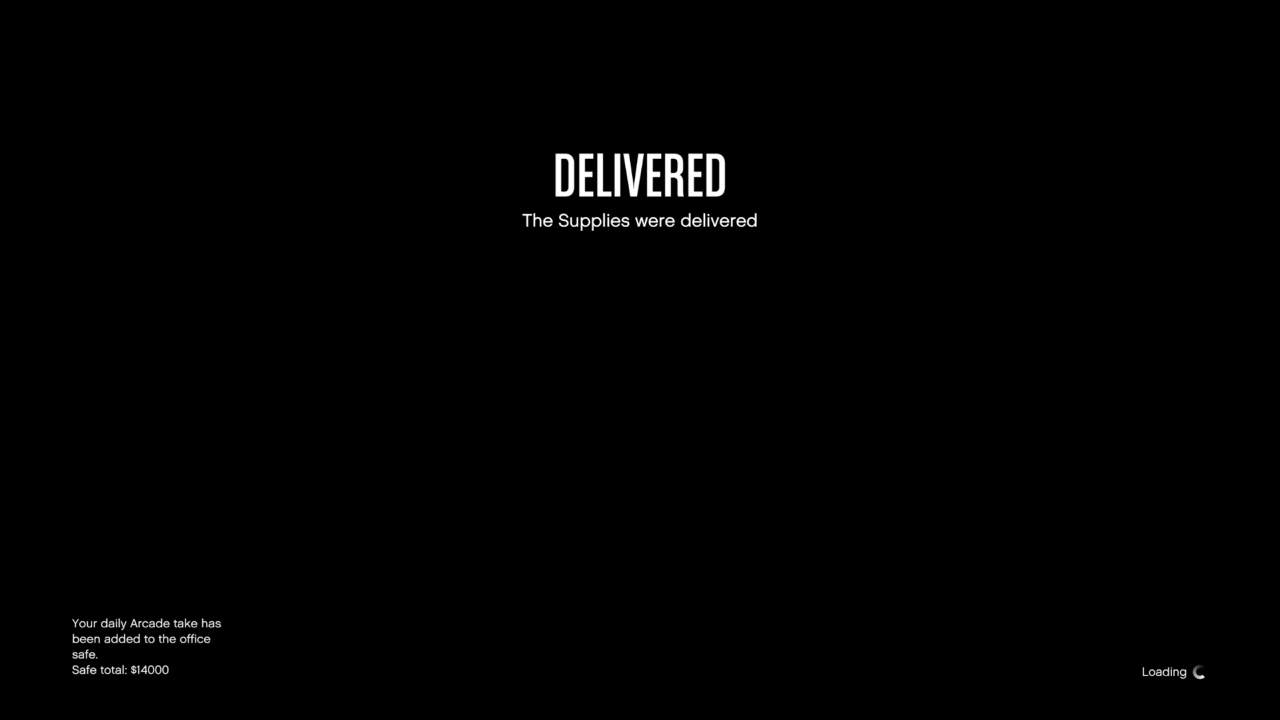 DELIVERED
The Supplies were delivered
Your daily Arcade take has
been added to the office
safe.
Safe total: $14000
Loading